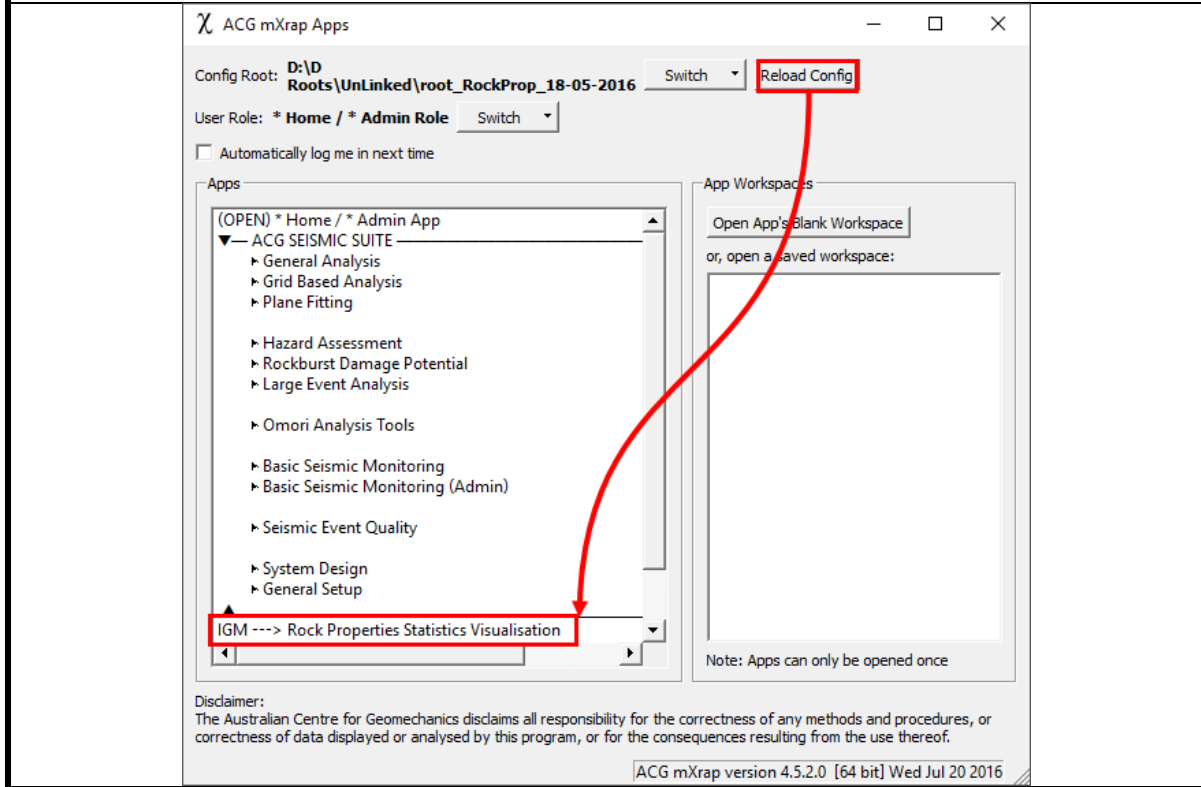 ACG mXrap Apps
Config Root: D:\D
Roots\UnLinked\root_RockProp_18-05-2016 Switch Reload Config
User Role: * Home / * Admin Role Switch
Automatically log me in next time
Apps
(OPEN) * Home / * Admin App
ACG SEISMIC SUITE
General Analysis
Grid Based Analysis
Plane Fitting
Hazard Assessment
Rockburst Damage Potential
Large Event Analysis
Omori Analysis Tools
Basic Seismic Monitoring
Basic Seismic Monitoring (Admin)
Seismic Event Quality
System Design
General Setup
IGM ---> Rock Properties Statistics Visualisation
App Workspaces
Open App's Blank Workspace
or, open a saved workspace:
Note: Apps can only be opened once
Disclaimer:
The Australian Centre for Geomechanics disclaims all responsibility for the correctness of any methods and procedures, or
correctness of data displayed or analysed by this program, or for the consequences resulting from the use thereof.
ACG mXrap version 4.5.2.0 [64 bit] Wed Jul 20 2016